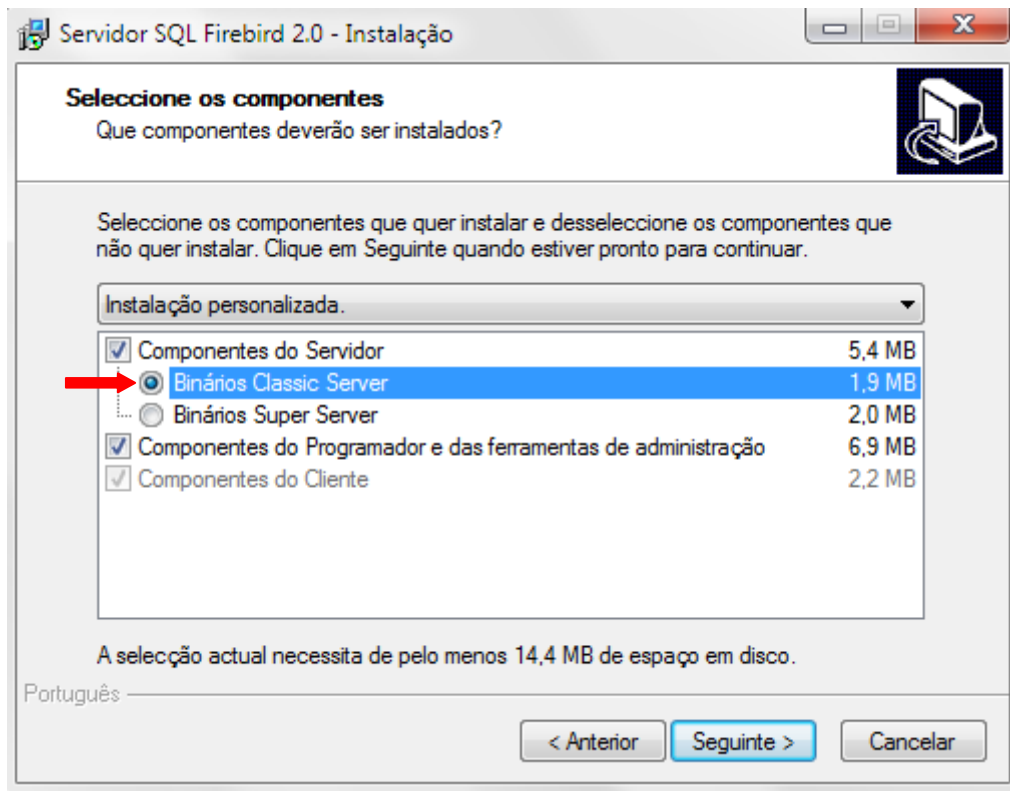 Servidor SQL Firebird 2.0 - Instalação
Seleccione os componentes
Que componentes deverão ser instalados?
Seleccione os componentes que quer instalar e desseleccione os componentes que
não quer instalar. Clique em Seguinte quando estiver pronto para continuar.
Instalação personalizada.
Componentes do Servidor 5,4 MB
Binários Classic Server 1,9 MB
Binários Super Server 2,0 MB
Componentes do Programador e das ferramentas de administração 6,9 MB
Componentes do Cliente 2,2 MB
A selecção actual necessita de pelo menos 14,4 MB de espaço em disco.
Português
< Anterior Seguinte > Cancelar